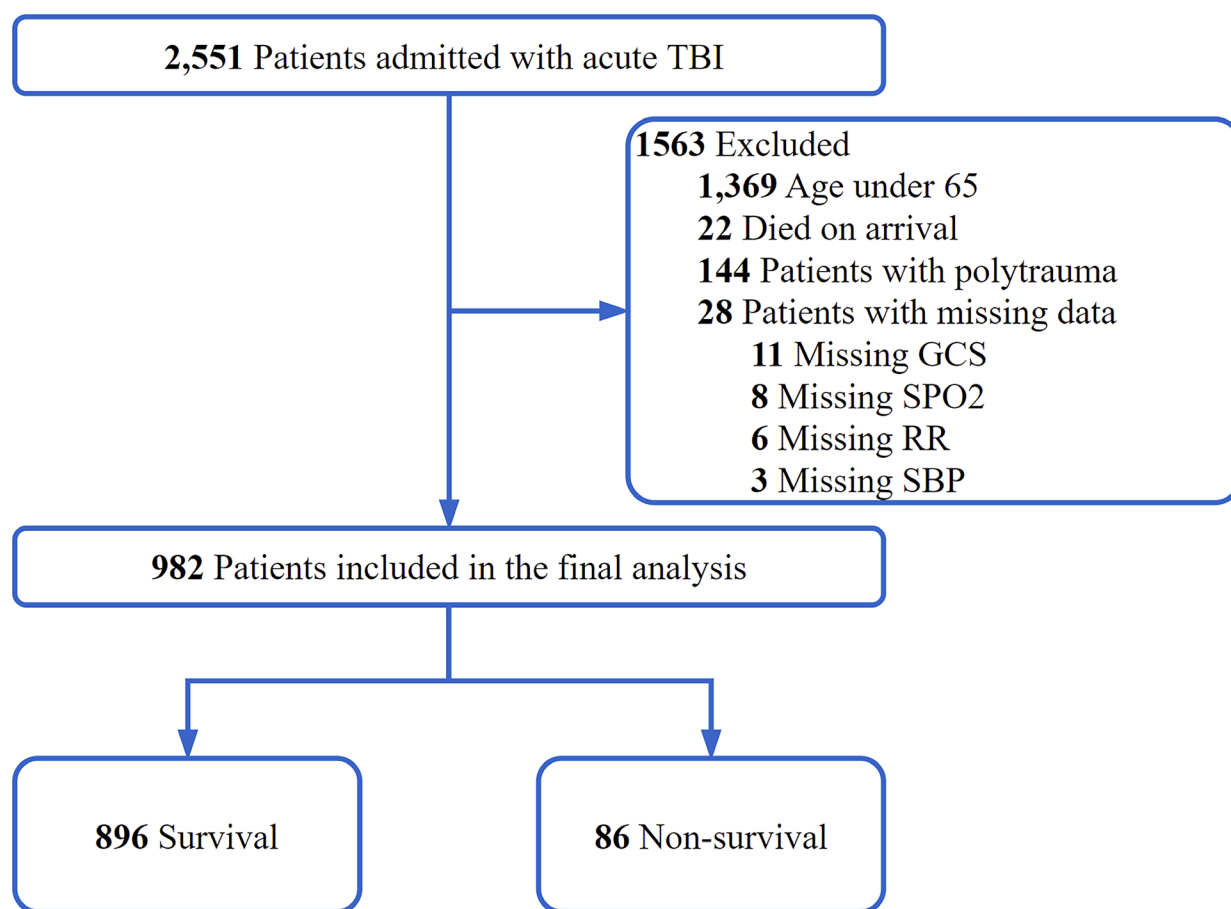 2,551 Patients admitted with acute TBI
1563 Excluded
1,369 Age under 65
22 Died on arrival
144 Patients with polytrauma
28 Patients with missing data
11 Missing GCS
8 Missing SPO2
6 Missing RR
3 Missing SBP
982 Patients included in the final analysis
896 Survival
86 Non-survival